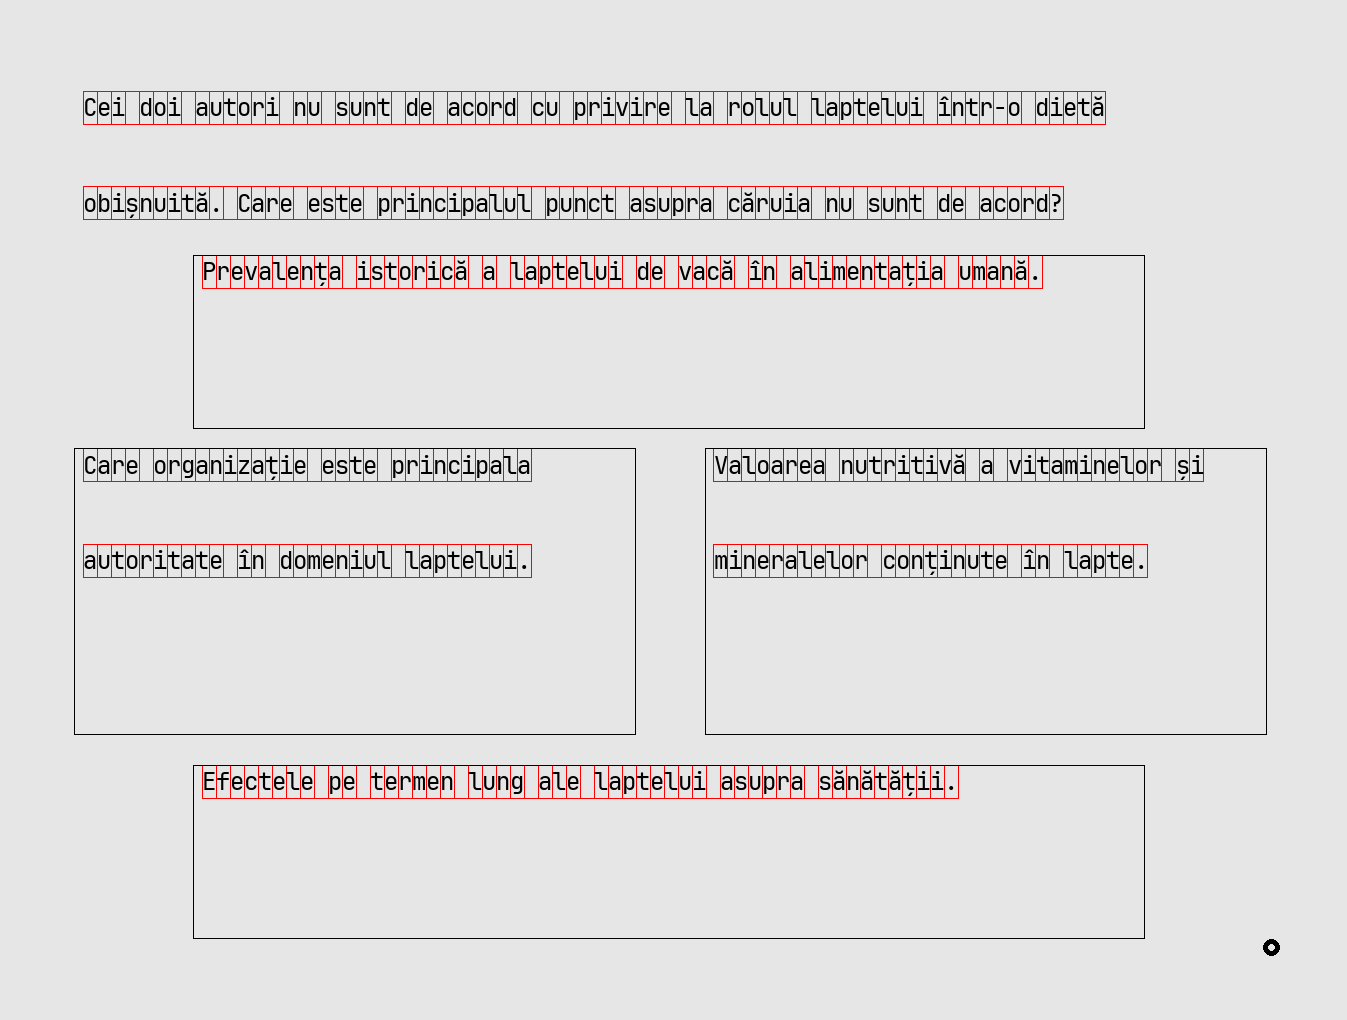 Cei doi autori nu sunt de acord cu privire la rolul laptelui într-o dietă
obișnuită. Care este principalul punct asupra căruia nu sunt de acord?
Prevalența istorică a laptelui de vacă în alimentația umană.
Care organizație este principala
autoritate în domeniul laptelui.
Valoarea nutritivă a vitaminelor și
mineralelor conținute în lapte.
Efectele pe termen lung ale laptelui asupra sănătății.